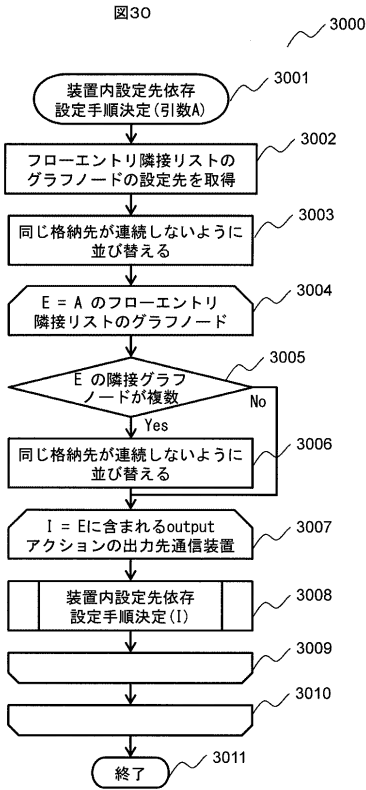 図30
3000
装置内設定先依存
設定手順決定(引数A)
3001
3002
フローエントリ隣接リストの
グラフノードの設定先を取得
3003
同じ格納先が連続しないように
並び替える
3004
E = A のフローエントリ
隣接リストのグラフノード
3005
E の隣接グラフ
ノードが複数
No
Yes
3006
同じ格納先が連続しないように
並び替える
3007
I = Eに含まれるoutput
アクションの出力先通信装置
3008
装置内設定先依存
設定手順決定(I)
3009
3010
3011
終了